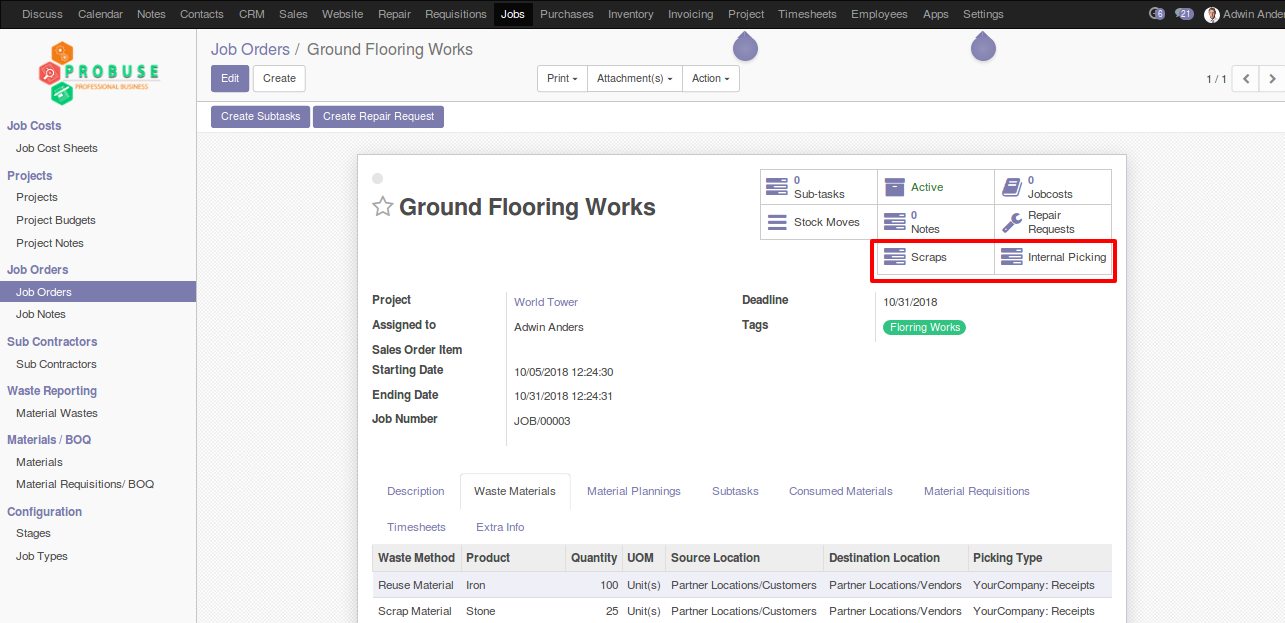 Discuss Calendar Notes Contacts CRM Sales Website Repair Requisitions Jobs Purchases Inventory Invoicing Project Timesheets Employees Apps Settings 6 21 Adwin Ander
PROBUSE
PROFESSIONAL BUSINESS
Job Costs
Job Cost Sheets
Projects
Projects
Project Budgets
Project Notes
Job Orders
Job Orders
Job Notes
Sub Contractors
Sub Contractors
Waste Reporting
Material Wastes
Materials / BOQ
Materials
Material Requisitions/ BOQ
Configuration
Stages
Job Types
Job Orders / Ground Flooring Works
Edit Create Print Attachment(s) Action 1 / 1
Create Subtasks Create Repair Request
0
Sub-tasks
Active
0
Jobcosts
Stock Moves
0
Notes
Repair
Requests
Scraps
Internal Picking
Ground Flooring Works
Project World Tower
Assigned to Adwin Anders
Sales Order Item
Starting Date 10/05/2018 12:24:30
Ending Date 10/31/2018 12:24:31
Job Number JOB/00003
Deadline 10/31/2018
Tags Florring Works
Description Waste Materials Material Plannings Subtasks Consumed Materials Material Requisitions
Timesheets Extra Info
Waste Method Product Quantity UOM Source Location Destination Location Picking Type
Reuse Material Iron 100 Unit(s) Partner Locations/Customers Partner Locations/Vendors YourCompany: Receipts
Scrap Material Stone 25 Unit(s) Partner Locations/Customers Partner Locations/Vendors YourCompany: Receipts